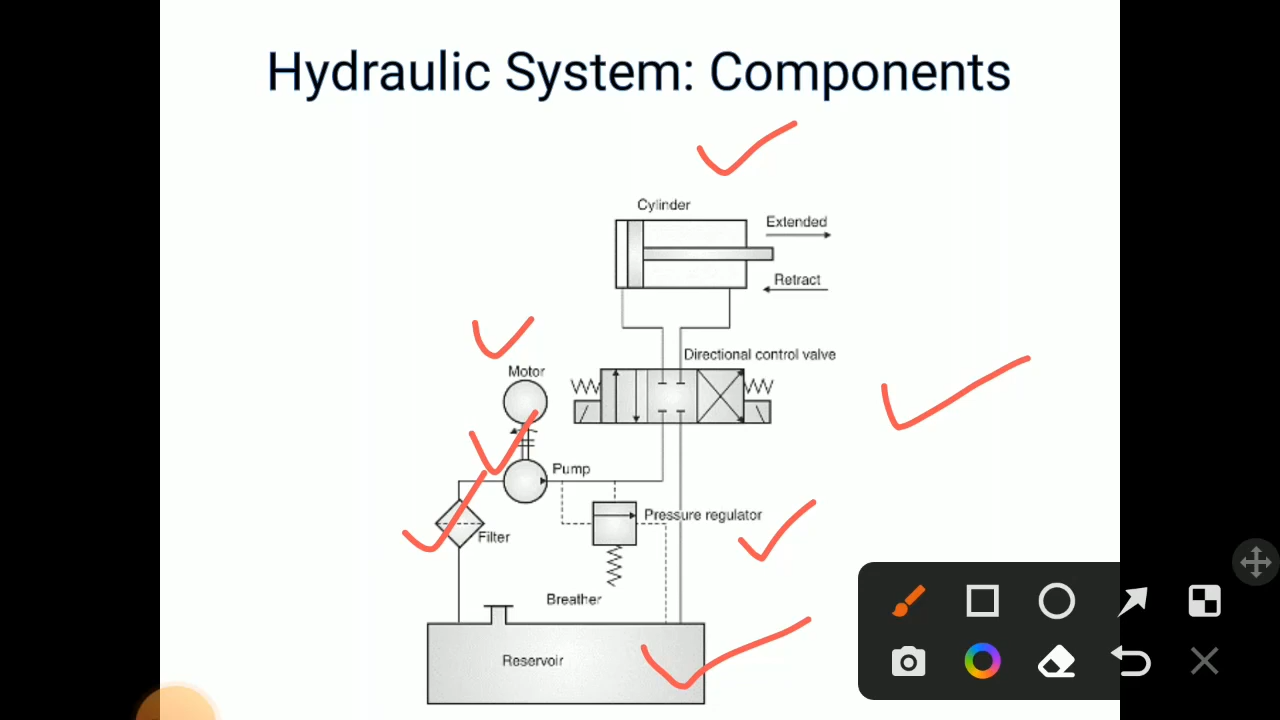 Hydraulic System: Components
Cylinder
Extended
Retract
Directional control valve
Motor
Pump
Pressure regulator
Filter
Breather
Reservoir